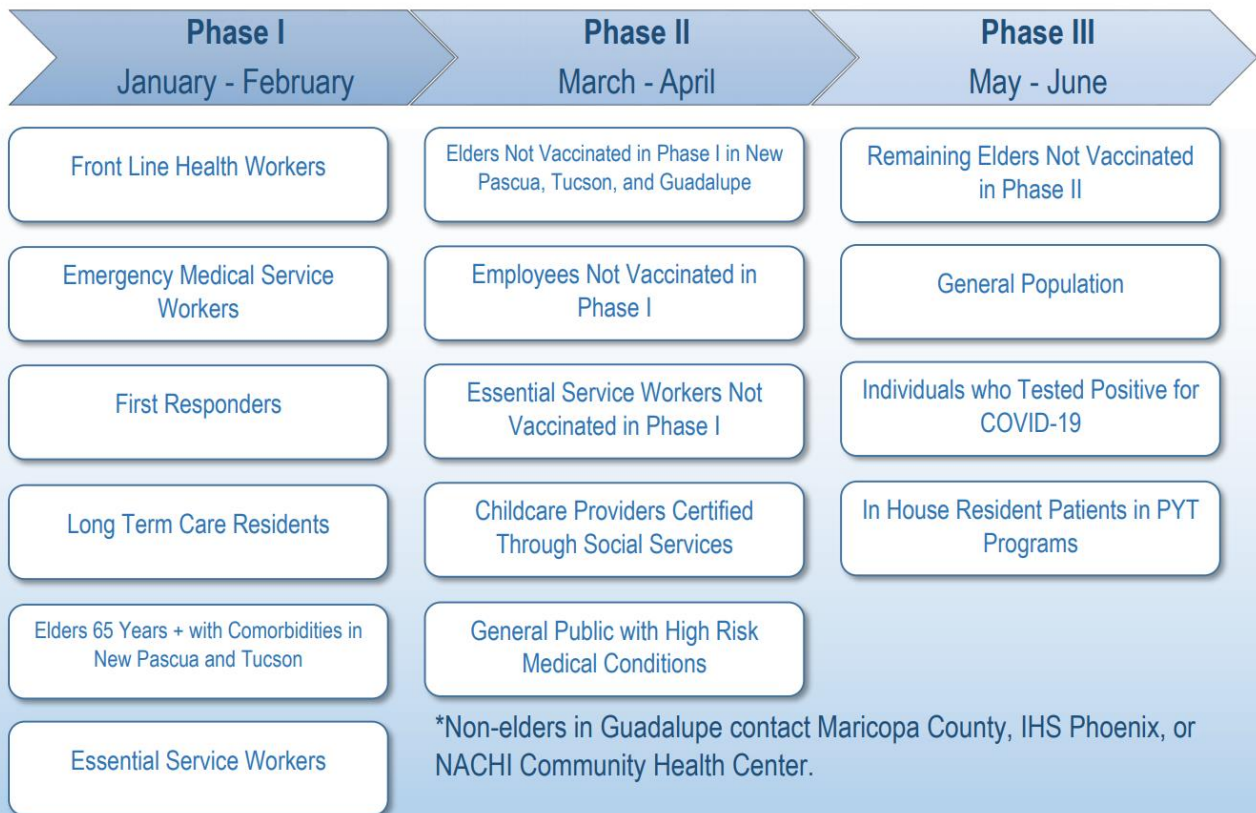 Phase I
January - February
Phase II
March - April
Phase III
May - June
Front Line Health Workers
Emergency Medical Service
Workers
First Responders
Long Term Care Residents
Elders 65 Years + with Comorbidities in
New Pascua and Tucson
Essential Service Workers
Elders Not Vaccinated in Phase I in New
Pascua, Tucson, and Guadalupe
Employees Not Vaccinated in
Phase I
Essential Service Workers Not
Vaccinated in Phase I
Childcare Providers Certified
Through Social Services
General Public with High Risk
Medical Conditions
Remaining Elders Not Vaccinated
in Phase II
General Population
Individuals who Tested Positive for
COVID-19
In House Resident Patients in PYT
Programs
*Non-elders in Guadalupe contact Maricopa County, IHS Phoenix, or
NACHI Community Health Center.